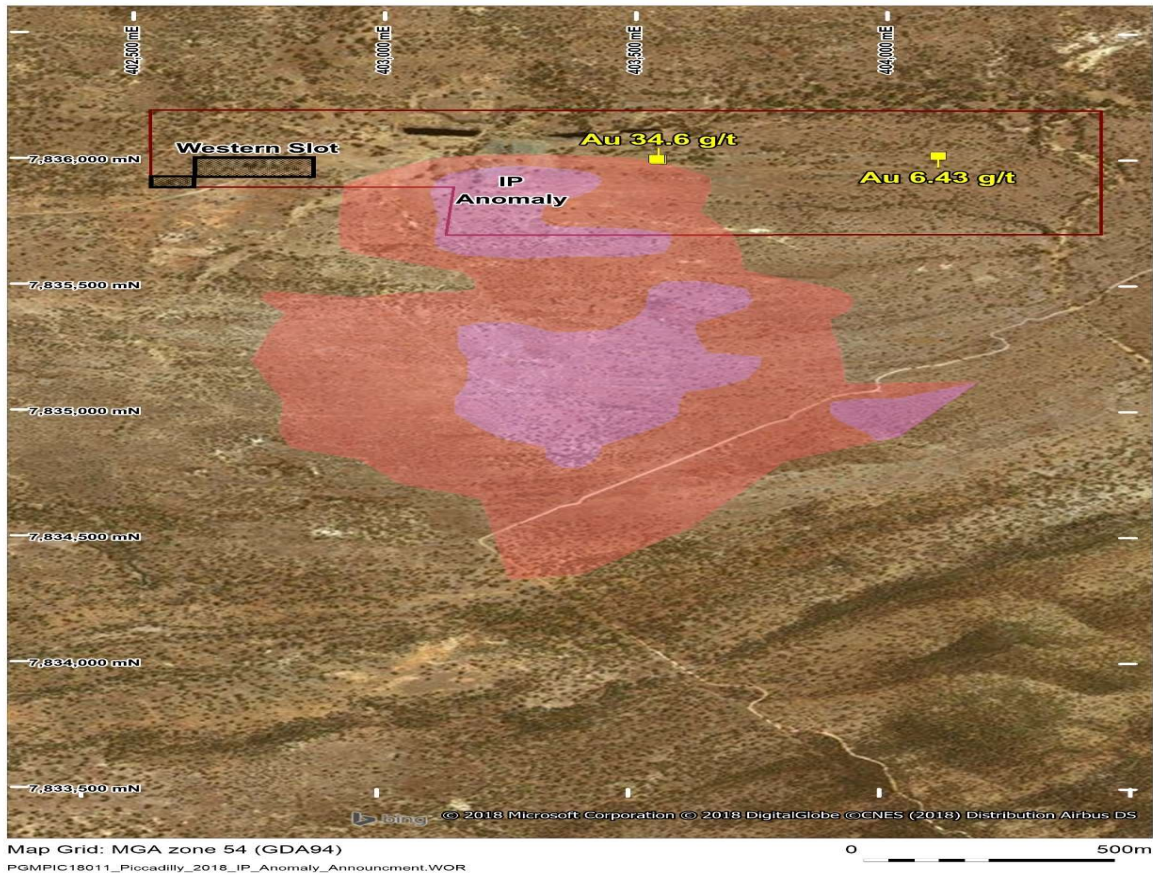 402,500 mE
403,000 mE
403,500 mE
404,000 mE
Au 34.6 g/t
Western Slot
7,836,000 mN
IP
Anomaly
Au 6.43 g/t
7,835,500 mN
7,835,000 mN
7,834,500 mN
7,834,000 mN
7,833,500 mN
bing
© 2018 Microsoft Corporation © 2018 DigitalGlobe ©CNES (2018) Distribution Airbus DS
Map Grid: MGA zone 54 (GDA94)
0
500m
PGMPIC18011_Piccadilly_2018_IP_Anomaly_Announcment.WOR